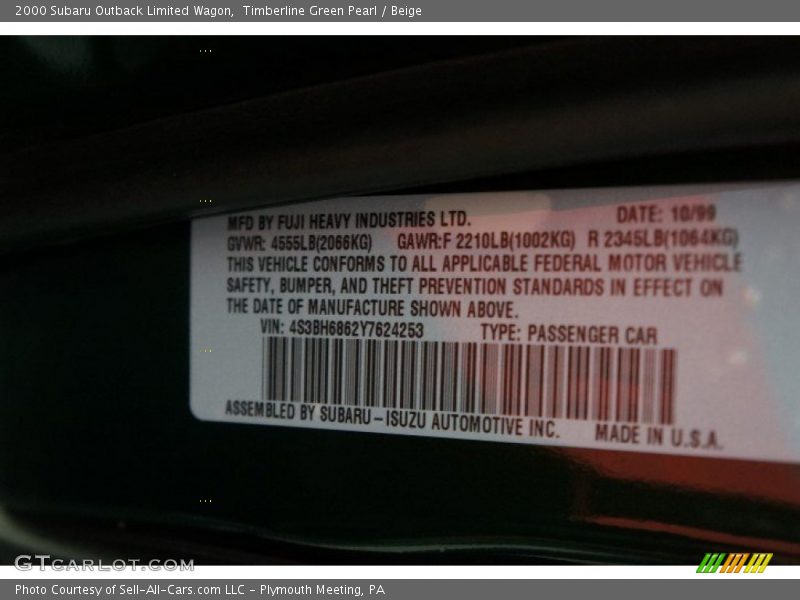 2000 Subaru Outback Limited Wagon,  Timberline Green Pearl / Beige
MFD BY FUJI HEAVY INDUSTRIES LTD. DATE: 10/99
GVWR: 4555LB(2066KG) GAWR:F 2210LB(1002KG) R 2345LB(1064KG)
THIS VEHICLE CONFORMS TO ALL APPLICABLE FEDERAL MOTOR VEHICLE
SAFETY, BUMPER, AND THEFT PREVENTION STANDARDS IN EFFECT ON
THE DATE OF MANUFACTURE SHOWN ABOVE.
VIN: 4S3BH6862Y7624253 TYPE: PASSENGER CAR
ASSEMBLED BY SUBARU-ISUZU AUTOMOTIVE INC. MADE IN U.S.A.
GTCARLOT.COM
Photo Courtesy of Sell-All-Cars.com LLC - Plymouth Meeting, PA